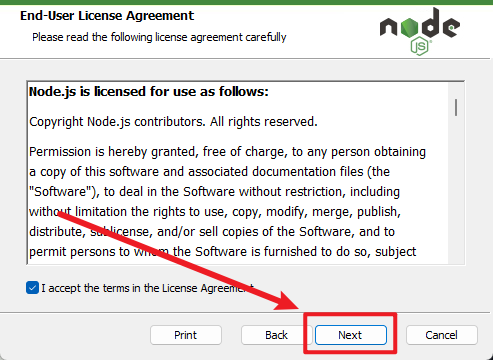 End-User License Agreement
Please read the following license agreement carefully
node
JS
Node.js is licensed for use as follows:
Copyright Node.js contributors. All rights reserved.
Permission is hereby granted, free of charge, to any person obtaining
a copy of this software and associated documentation files (the
"Software"), to deal in the Software without restriction, including
without limitation the rights to use, copy, modify, merge, publish,
distribute, sublicense, and/or sell copies of the Software, and to
permit persons to whom the Software is furnished to do so, subject
I accept the terms in the License Agreement
Print
Back
Next
Cancel